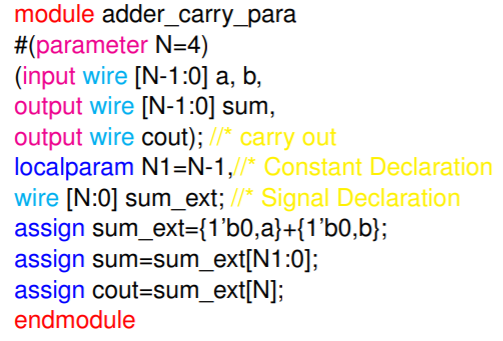 module adder_carry_para
#(parameter N=4)
(input wire [N-1:0] a, b,
output wire [N-1:0] sum,
output wire cout); //* carry out
localparam N1=N-1,//* Constant Declaration
wire [N:0] sum_ext; //* Signal Declaration
assign sum_ext={1’b0,a}+{1’b0,b};
assign sum=sum_ext[N1:0];
assign cout=sum_ext[N];
endmodule